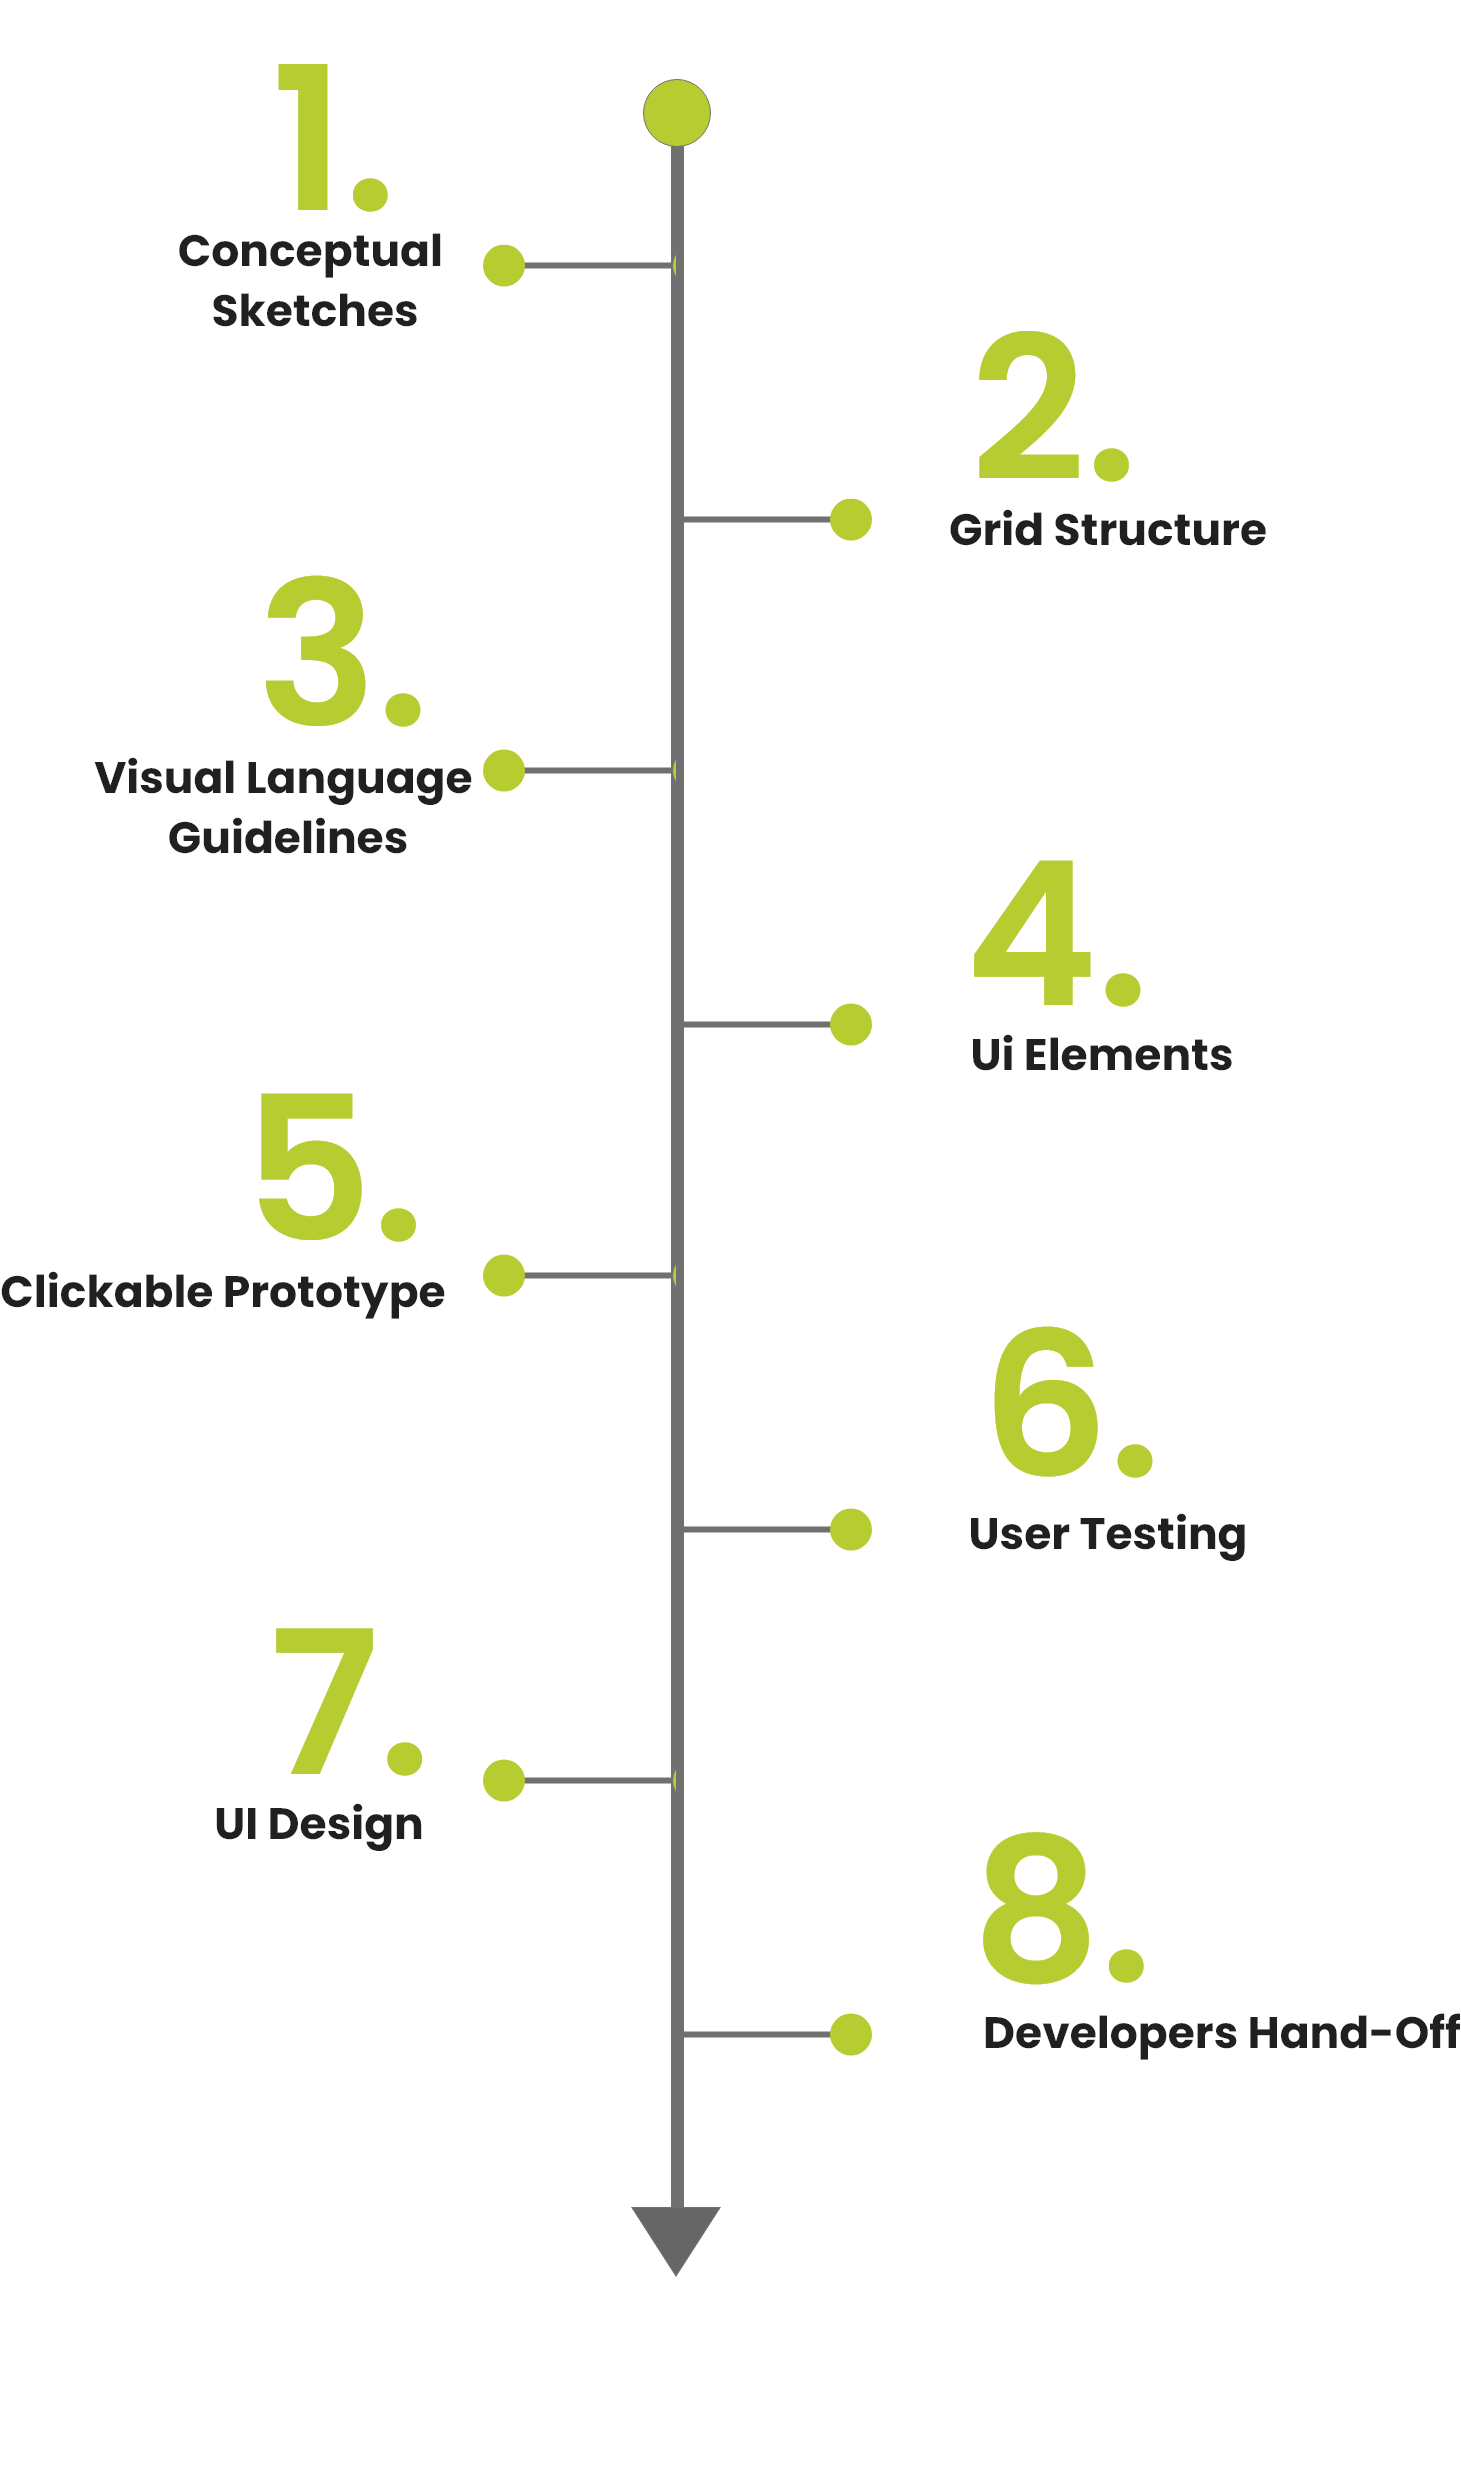 1.
Conceptual
Sketches
2.
Grid Structure
3.
Visual Language
Guidelines
4.
Ui Elements
5.
Clickable Prototype
6.
User Testing
7.
UI Design
8.
Developers Hand-Off